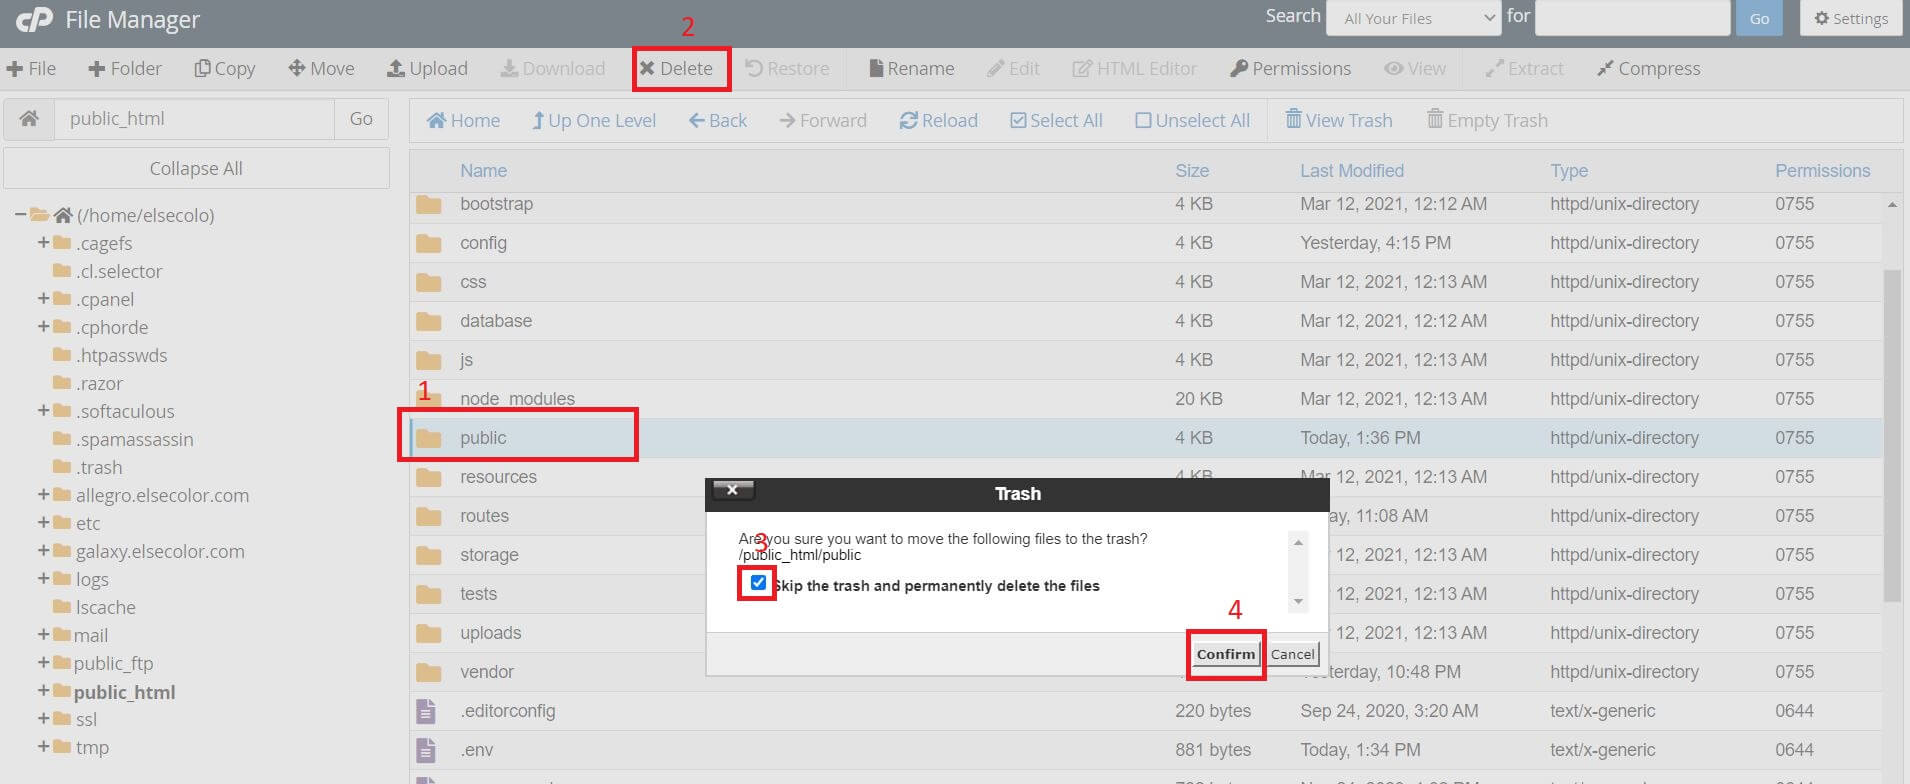 cP File Manager
Search All Your Files for Go Settings
2
File Folder Copy Move Upload Download Delete Restore Rename Edit HTML Editor Permissions View Extract Compress
public_html Go
Home Up One Level Back Forward Reload Select All Unselect All View Trash Empty Trash
Collapse All
(/home/elsecolo)
.cagefs
.cl.selector
.cpanel
.cphorde
.htpasswds
.razor
.softaculous
.spamassassin
.trash
allegro.elsecolor.com
etc
galaxy.elsecolor.com
logs
lscache
mail
public_ftp
public_html
ssl
tmp
Name Size Last Modified Type Permissions
bootstrap 4 KB Mar 12, 2021, 12:12 AM httpd/unix-directory 0755
config 4 KB Yesterday, 4:15 PM httpd/unix-directory 0755
css 4 KB Mar 12, 2021, 12:13 AM httpd/unix-directory 0755
database 4 KB Mar 12, 2021, 12:12 AM httpd/unix-directory 0755
js 4 KB Mar 12, 2021, 12:13 AM httpd/unix-directory 0755
1
node_modules 20 KB Mar 12, 2021, 12:13 AM httpd/unix-directory 0755
public 4 KB Today, 1:36 PM httpd/unix-directory 0755
resources 4 KB httpd/unix-directory 0755
routes ay, 11:08 AM httpd/unix-directory 0755
storage 12, 2021, 12:13 AM httpd/unix-directory 0755
tests 12, 2021, 12:13 AM httpd/unix-directory 0755
uploads 12, 2021, 12:13 AM httpd/unix-directory 0755
vendor terday, 10:48 PM httpd/unix-directory 0755
.editorconfig 220 bytes Sep 24, 2020, 3:20 AM text/x-generic 0644
.env 881 bytes Today, 1:34 PM text/x-generic 0644
Trash
Are you sure you want to move the following files to the trash?
3
/public_html/public
Skip the trash and permanently delete the files
4
Confirm Cancel